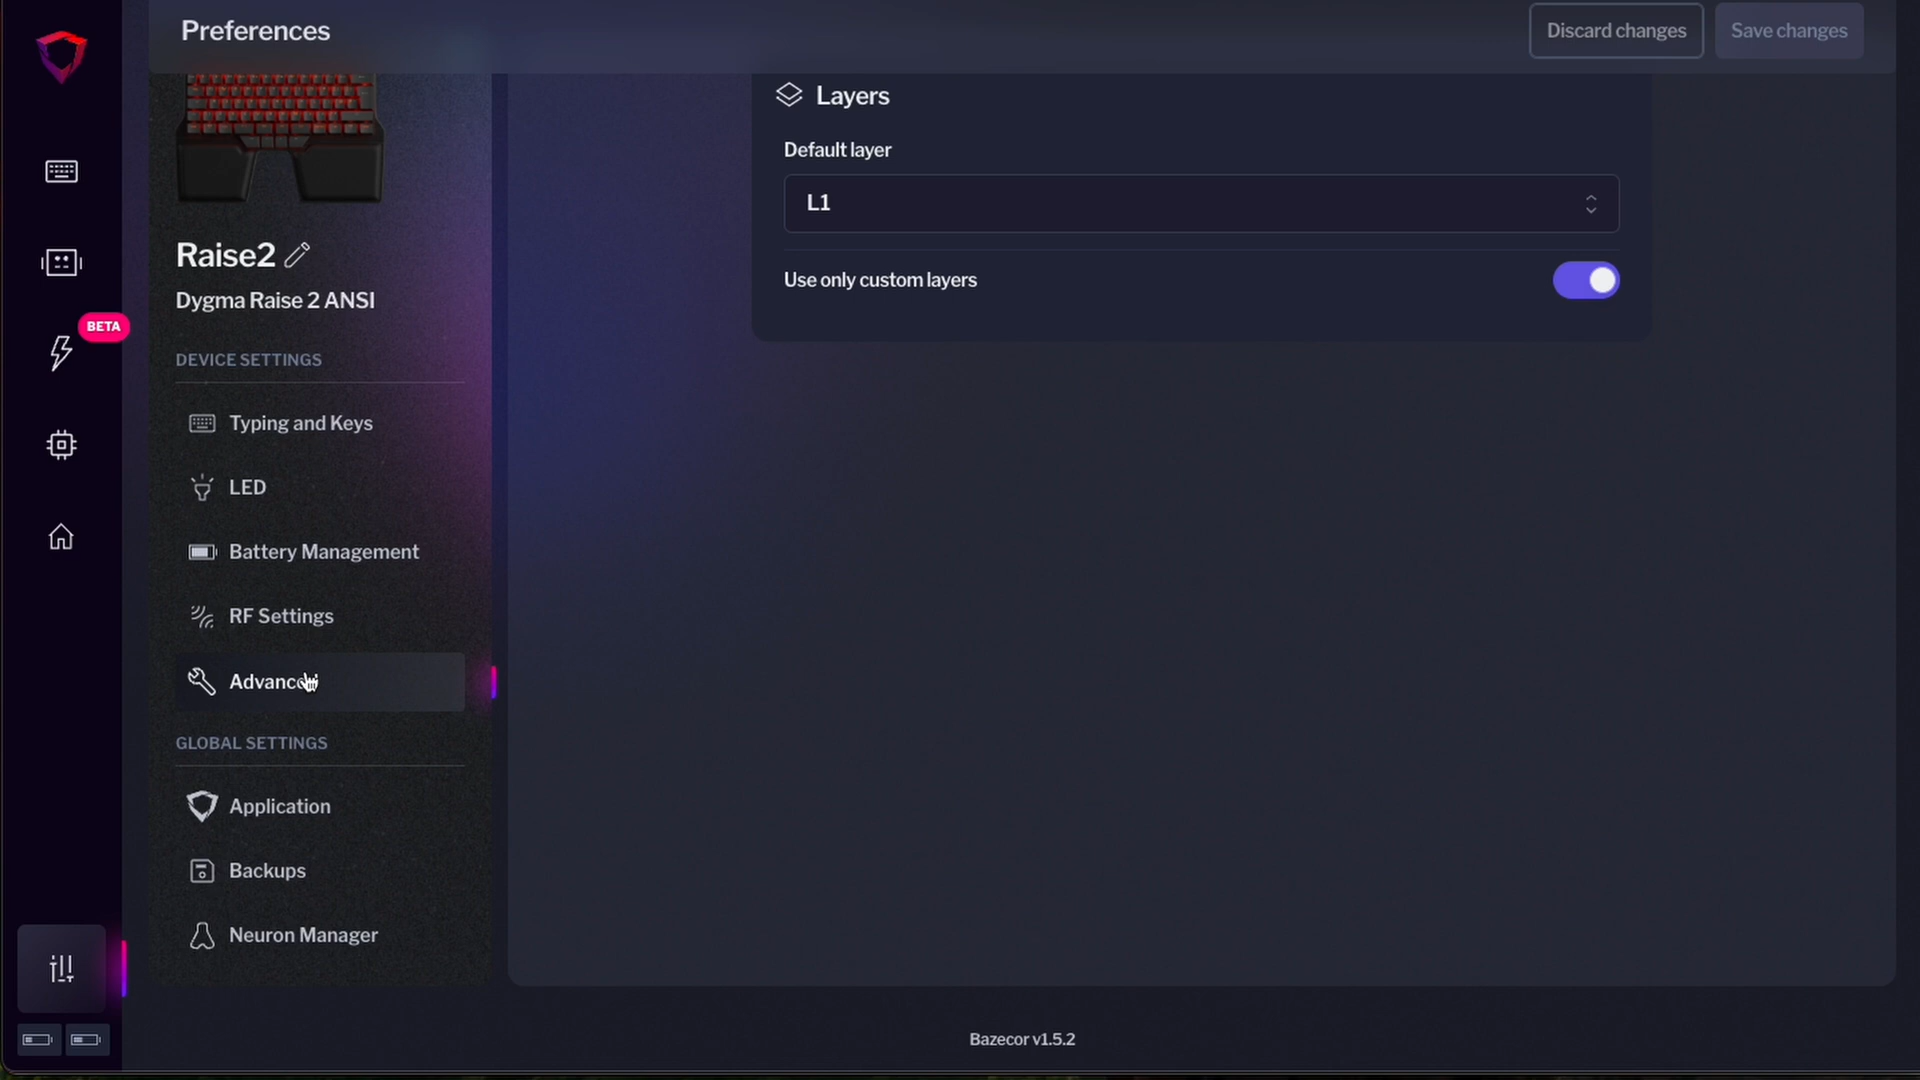 Preferences
Discard changes
Save changes
Layers
Default layer
L1
Use only custom layers
Raise2
Dygma Raise 2 ANSI
BETA
DEVICE SETTINGS
Typing and Keys
LED
Battery Management
RF Settings
Advanced
GLOBAL SETTINGS
Application
Backups
Neuron Manager
Bazecor v1.5.2